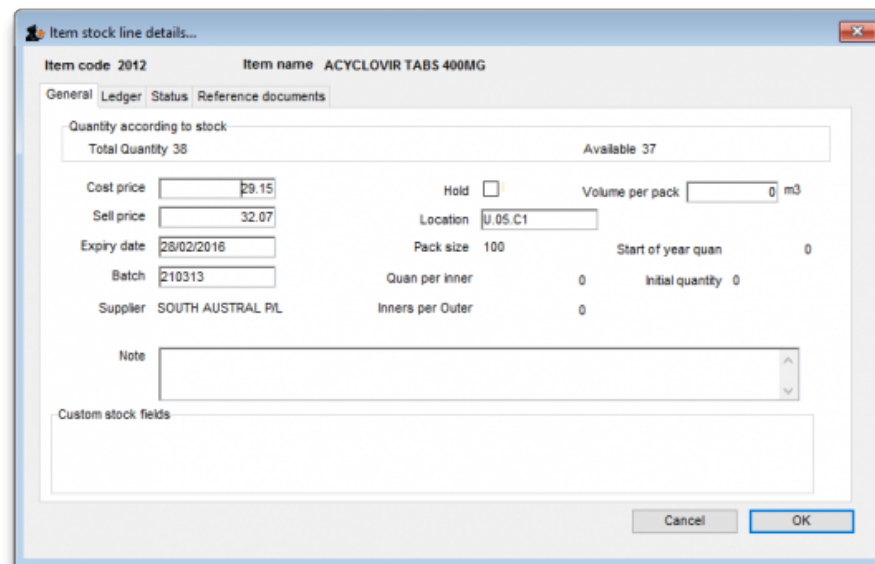 Item stock line details...
Item code 2012 Item name ACYCLOVIR TABS 400MG
General Ledger Status Reference documents
Quantity according to stock
Total Quantity 38 Available 37
Cost price 29.15 Hold Volume per pack 0 m3
Sell price 32.07 Location U.05.C1
Expiry date 28/02/2016 Pack size 100 Start of year quan 0
Batch 210313 Quan per inner 0 Initial quantity 0
Supplier SOUTH AUSTRAL P/L Inners per Outer 0
Note
Custom stock fields
Cancel OK